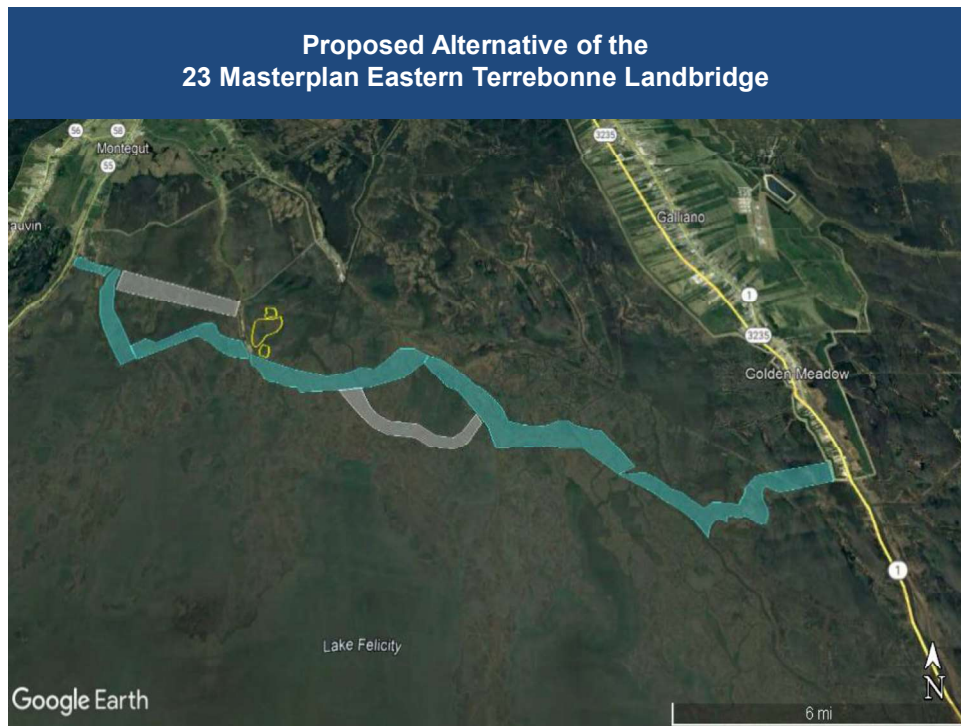 Proposed Alternative of the
23 Masterplan Eastern Terrebonne Landbridge
56
58
Montegut
55
auvin
3235
Galliano
1
3235
Golden Meadow
1
Lake Felicity
N
Google Earth
6 mi